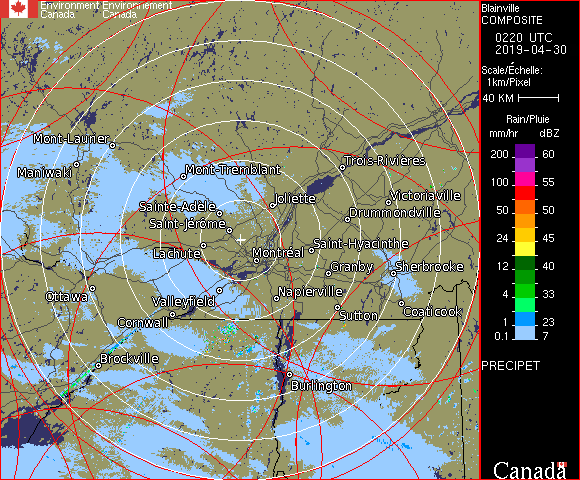 Environment Environnement
Canada Canada
Blainville
COMPOSITE
0220 UTC
2019-04-30
Scale/Échelle:
1km/Pixel
40 KM
Rain/Pluie
mm/hr dBZ
200 60
100 55
50 50
24 45
12 40
4 33
1 23
0.1 7
PRECIPET
Canada
Mont-Laurier
Maniwaki
Mont-Tremblant
Trois-Rivières
Sainte-Adèle
Joliette
Victoriaville
Drummondville
Saint-Jérôme
Lachute
Montréal
Saint-Hyacinthe
Granby
Sherbrooke
Ottawa
Valleyfield
Napierville
Cornwall
Sutton
Coaticook
Brockville
Burlington